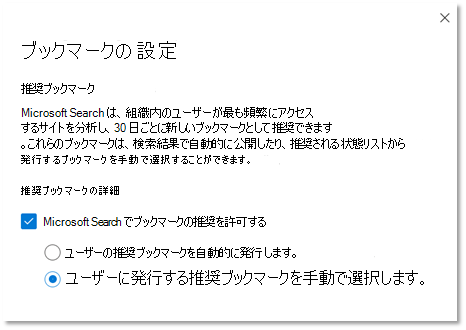 ブックマークの設定
推奨ブックマーク
Microsoft Search は、組織内のユーザーが最も頻繁にアクセス
するサイトを分析し、30 日ごとに新しいブックマークとして推奨できます
。これらのブックマークは、検索結果で自動的に公開したり、推奨される状態リストから
発行するブックマークを手動で選択することができます。
推奨ブックマークの詳細
Microsoft Search でブックマークの推奨を許可する
ユーザーの推奨ブックマークを自動的に発行します。
ユーザーに発行する推奨ブックマークを手動で選択します。